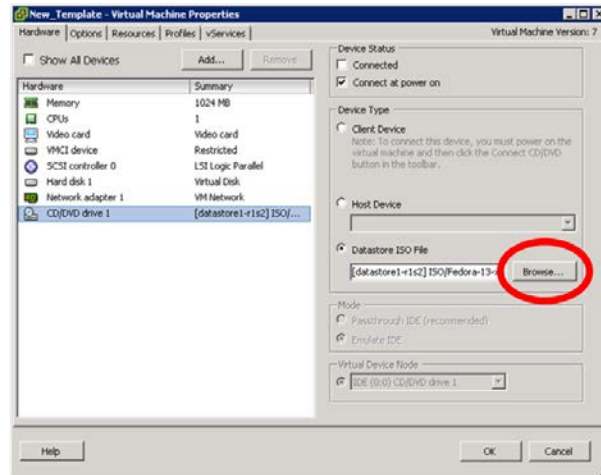 New_Template - Virtual Machine Properties
Hardware Options Resources Profiles vServices
Virtual Machine Version: 7
Show All Devices
Add...
Remove
Hardware Summary
Memory 1024 MB
CPUs 1
Video card Video card
VMCI device Restricted
SCSI controller 0 LSI Logic Parallel
Hard disk 1 Virtual Disk
Network adapter 1 VM Network
CD/DVD drive 1 [datastore1-r1s2] ISO/...
Device Status
Connected
Connect at power on
Device Type
Client Device
Note: To connect this device, you must power on the
virtual machine and then click the Connect CD/DVD
button in the toolbar.
Host Device
Datastore ISO File
[datastore1-r1s2] ISO/Fedora-13-
Browse...
Mode
Passthrough IDE (recommended)
Emulate IDE
Virtual Device Node
IDE (0:0) CD/DVD drive 1
Help
OK
Cancel